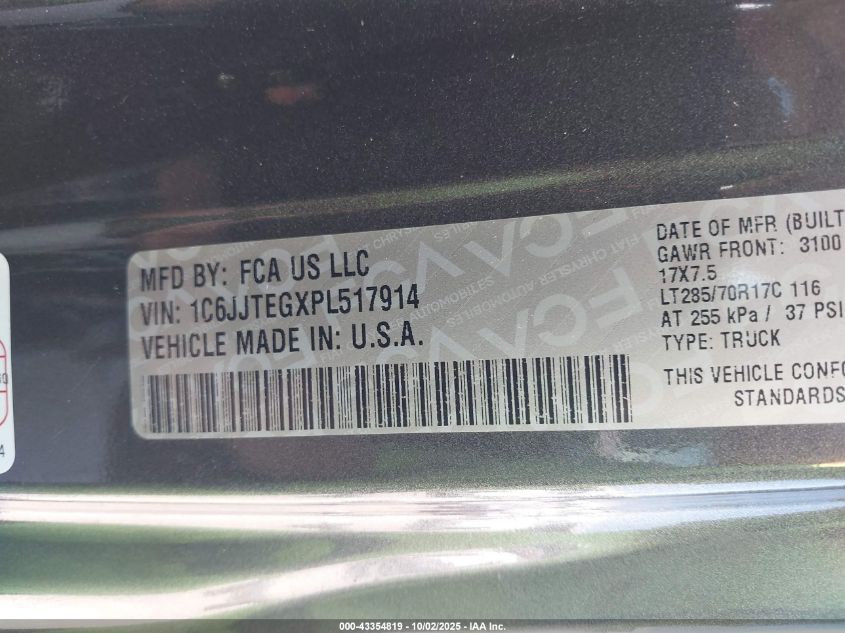 MFD BY: FCA US LLC
VIN: 1C6JJTEGXPL517914
VEHICLE MADE IN: U.S.A.
DATE OF MFR (BUILT
GAWR FRONT: 3100
17X7.5
LT285/70R17C 116
AT 255 kPa / 37 PSI
TYPE: TRUCK
THIS VEHICLE CONFO
STANDARDS
000-43354819 - 10/02/2025 - IAA Inc.